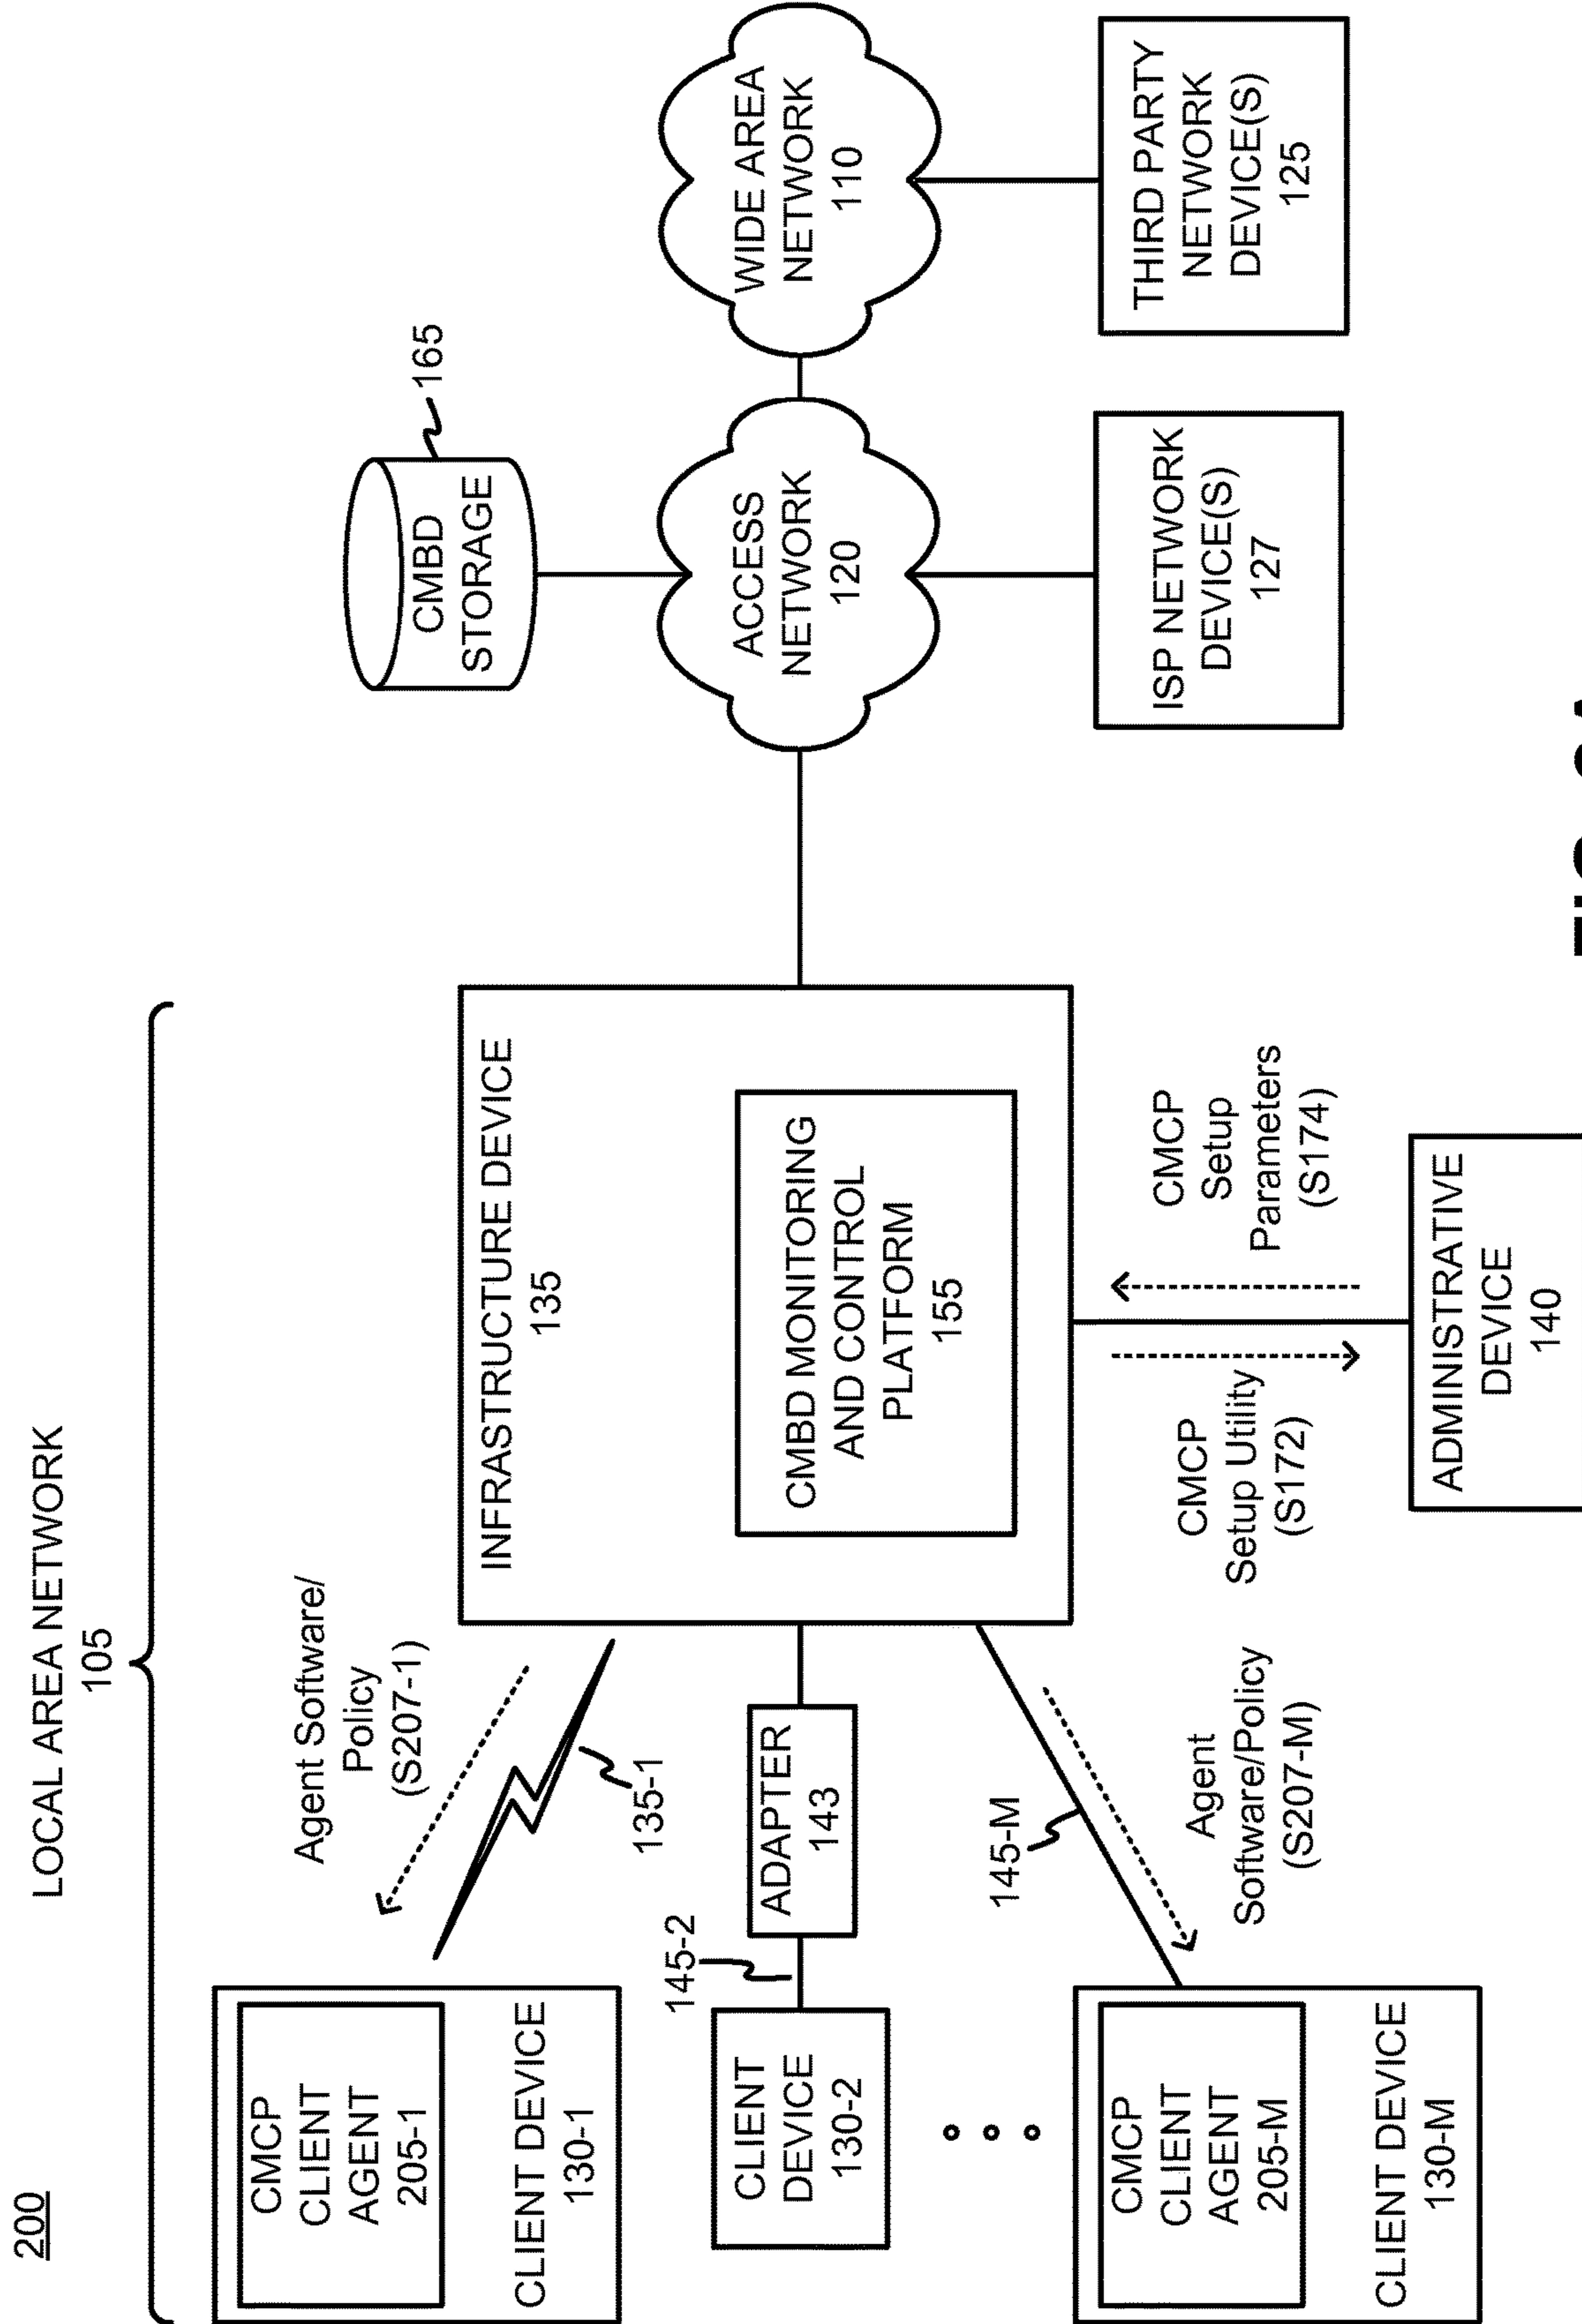 200
LOCAL AREA NETWORK
105
CMCP
CLIENT
AGENT
205-1
CLIENT DEVICE
130-1
Agent Software/
Policy
(S207-1)
135-1
CLIENT
DEVICE
130-2
145-2
ADAPTER
143
CMCP
CLIENT
AGENT
205-M
CLIENT DEVICE
130-M
145-M
Agent
Software/Policy
(S207-M)
INFRASTRUCTURE DEVICE
135
CMBD MONITORING
AND CONTROL
PLATFORM
155
CMCP
Setup Utility
(S172)
CMCP
Setup
Parameters
(S174)
ADMINISTRATIVE
DEVICE
140
CMBD
STORAGE
165
ACCESS
NETWORK
120
ISP NETWORK
DEVICE(S)
127
WIDE AREA
NETWORK
110
THIRD PARTY
NETWORK
DEVICE(S)
125